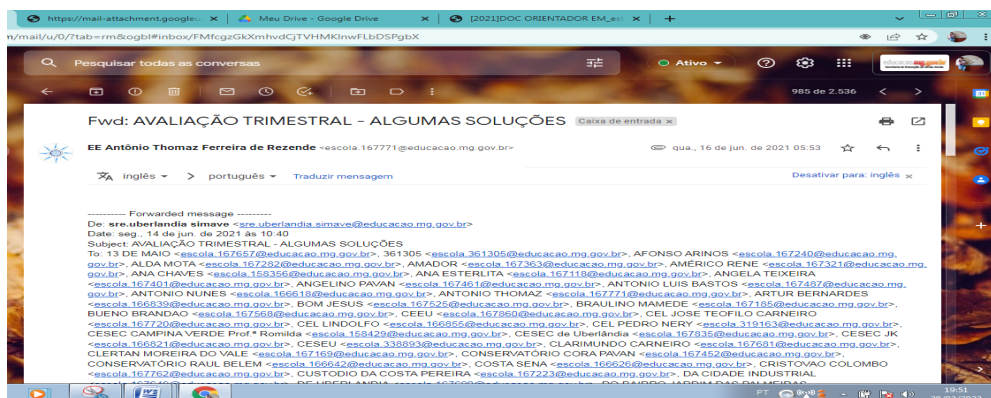 https://mail-attachment.googleu
Meu Drive - Google Drive
[2021]DOC ORIENTADOR EM_es
n/mail/u/0/?tab=rm&ogbl#inbox/FMfcgzGkXmhvdCjTVHMKInwFLbDSPgbX
Pesquisar todas as conversas
Ativo
985 de 2.536
Fwd: AVALIAÇÃO TRIMESTRAL - ALGUMAS SOLUÇÕES Caixa de entrada x
EE Antônio Thomaz Ferreira de Rezende <escola.167771@educacao.mg.gov.br>
qua., 16 de jun. de 2021 05:53
inglês > português Traduzir mensagem
Desativar para: inglês x
---------- Forwarded message ---------
De: sre.uberlandia simave <sre.uberlandia.simave@educacao.mg.gov.br>
Date: seg., 14 de jun. de 2021 às 10:40
Subject: AVALIAÇÃO TRIMESTRAL - ALGUMAS SOLUÇÕES
To: 13 DE MAIO <escola.167657@educacao.mg.gov.br>, 361305 <escola.361305@educacao.mg.gov.br>, AFONSO ARINOS <escola.167240@educacao.mg.
gov.br>, ALDA MOTA <escola.167282@educacao.mg.gov.br>, AMADOR <escola.167363@educacao.mg.gov.br>, AMÉRICO RENE <escola.167321@educacao.mg.
gov.br>, ANA CHAVES <escola.158356@educacao.mg.gov.br>, ANA ESTERLITA <escola.167118@educacao.mg.gov.br>, ANGELA TEIXEIRA
<escola.167401@educacao.mg.gov.br>, ANGELINO PAVAN <escola.167461@educacao.mg.gov.br>, ANTONIO LUIS BASTOS <escola.167487@educacao.mg.
gov.br>, ANTONIO NUNES <escola.166618@educacao.mg.gov.br>, ANTONIO THOMAZ <escola.167771@educacao.mg.gov.br>, ARTUR BERNARDES
<escola.166839@educacao.mg.gov.br>, BOM JESUS <escola.167525@educacao.mg.gov.br>, BRAULINO MAMEDE <escola.167185@educacao.mg.gov.br>,
BUENO BRANDAO <escola.167568@educacao.mg.gov.br>, CEEU <escola.167860@educacao.mg.gov.br>, CEL JOSE TEOFILO CARNEIRO
<escola.167720@educacao.mg.gov.br>, CEL LINDOLFO <escola.166855@educacao.mg.gov.br>, CEL PEDRO NERY <escola.319163@educacao.mg.gov.br>,
CESEC CAMPINA VERDE Prof.ª Romilda <escola.158429@educacao.mg.gov.br>, CESEC de Uberlândia <escola.167835@educacao.mg.gov.br>, CESEC JK
<escola.166821@educacao.mg.gov.br>, CESEU <escola.338893@educacao.mg.gov.br>, CLARIMUNDO CARNEIRO <escola.167681@educacao.mg.gov.br>,
CLERTAN MOREIRA DO VALE <escola.167169@educacao.mg.gov.br>, CONSERVATÓRIO CORA PAVAN <escola.167452@educacao.mg.gov.br>,
CONSERVATÓRIO RAUL BELEM <escola.166642@educacao.mg.gov.br>, COSTA SENA <escola.166626@educacao.mg.gov.br>, CRISTOVAO COLOMBO
<escola.167762@educacao.mg.gov.br>, CUSTODIO DA COSTA PEREIRA <escola.167223@educacao.mg.gov.br>, DA CIDADE INDUSTRIAL
PT
19:51